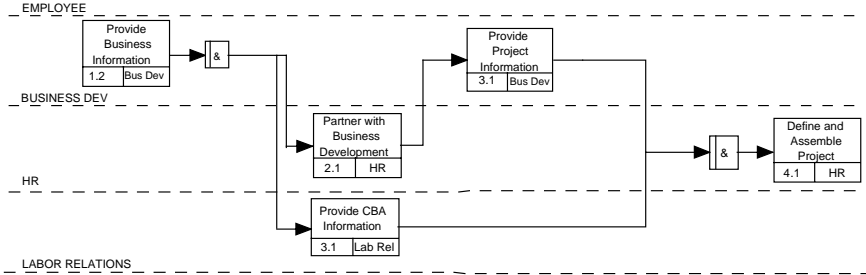 EMPLOYEE
Provide
Business
Information
1.2 Bus Dev
&
Provide
Project
Information
3.1 Bus Dev
BUSINESS DEV
Partner with
Business
Development
2.1 HR
&
Define and
Assemble
Project
4.1 HR
HR
Provide CBA
Information
3.1 Lab Rel
LABOR RELATIONS